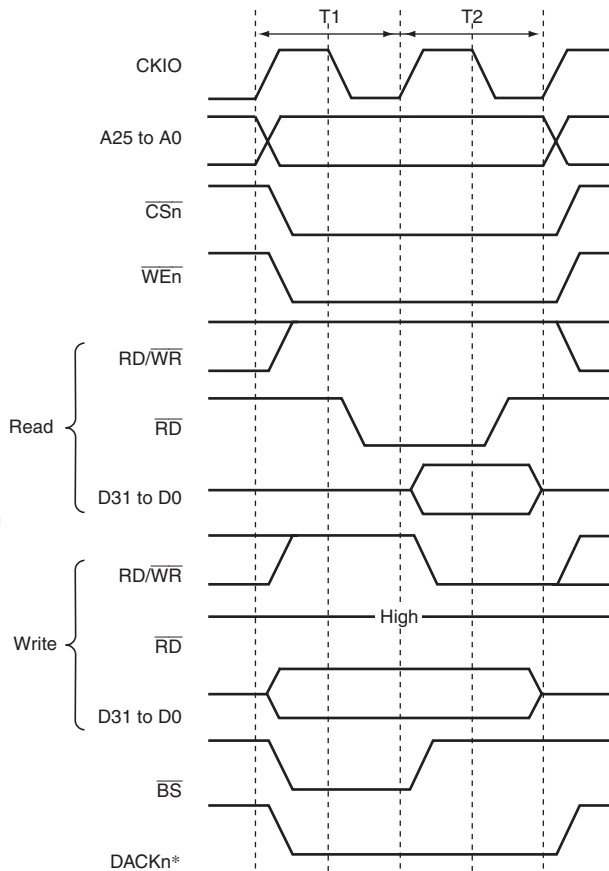 T1 T2
CKIO
A25 to A0
CSn
WEn
RD/WR
Read
RD
D31 to D0
RD/WR
High
Write
RD
D31 to D0
BS
DACKn*